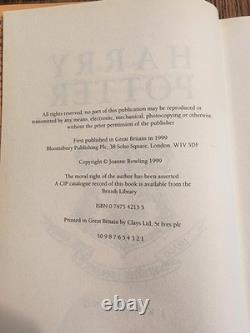 HARRY
POTTER
All rights reserved: no part of this publication may be reproduced or
transmitted by any means, electronic, mechanical, photocopying or otherwise,
without the prior permission of the publisher
First published in Great Britain in 1999
Bloomsbury Publishing Plc, 38 Soho Square, London, W1V 5DF
Copyright © Joanne Rowling 1999
The moral right of the author has been asserted
A CIP catalogue record of this book is available from the
British Library
ISBN 0 7475 4215 5
Printed in Great Britain by Clays Ltd, St Ives plc
10 9 8 7 6 5 4 3 2 1